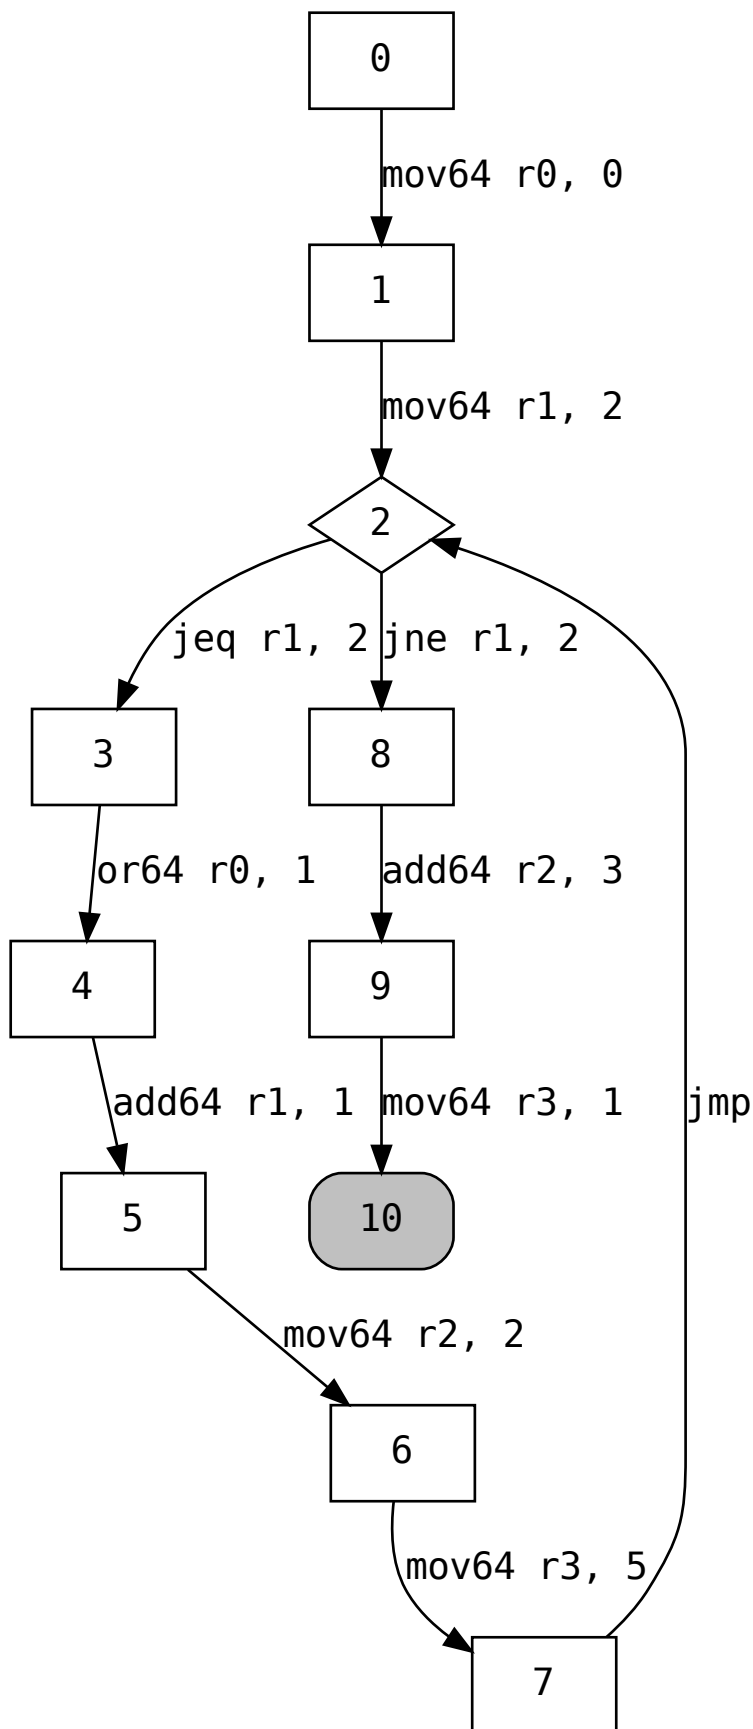 0
mov64 r0, 0
1
mov64 r1, 2
2
jeq r1, 2
jne r1, 2
3
8
or64 r0, 1
add64 r2, 3
4
9
add64 r1, 1
mov64 r3, 1
jmp
5
10
mov64 r2, 2
6
mov64 r3, 5
7